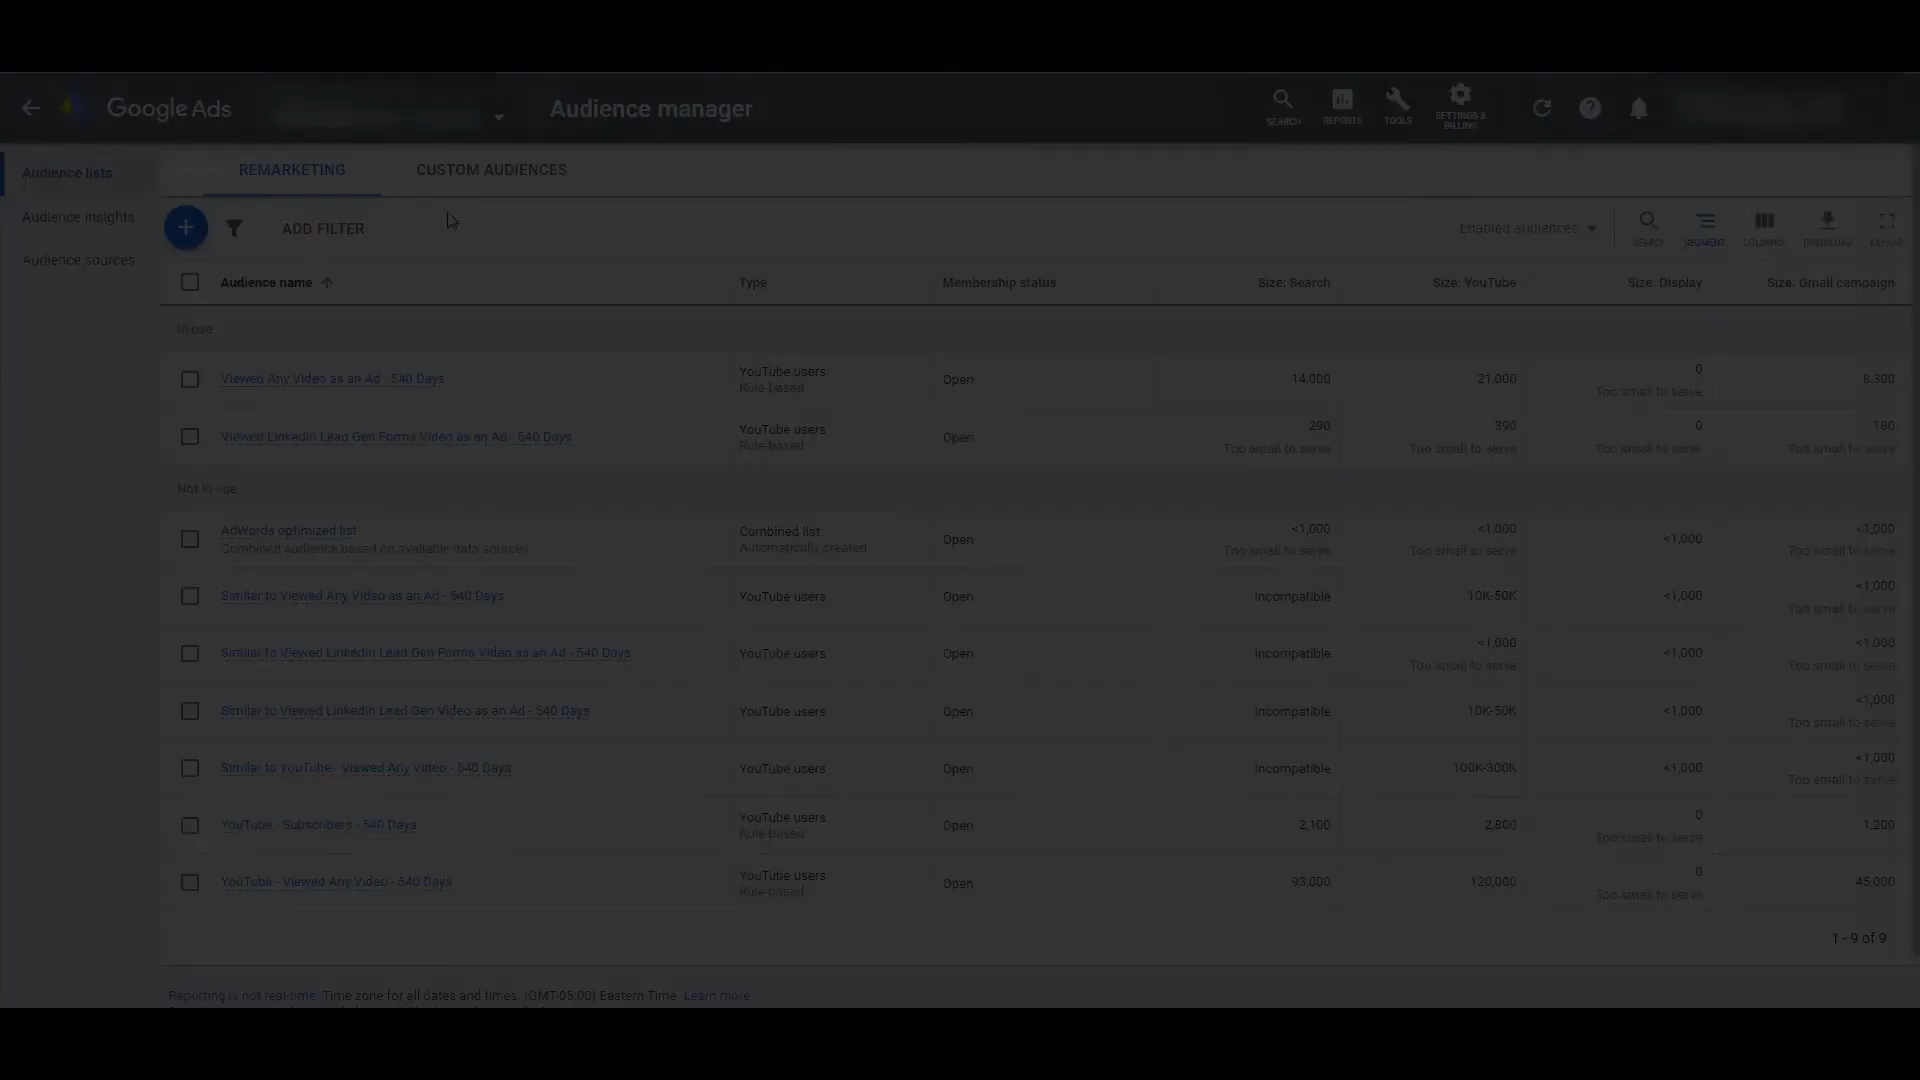 Google Ads
Audience manager
SEARCH
REPORTS
TOOLS
SETTINGS &
BILLING
Audience lists
Audience insights
Audience sources
REMARKETING
CUSTOM AUDIENCES
ADD FILTER
Enabled audiences
SEARCH
SEGMENT
COLUMNS
DOWNLOAD
EXPAND
Audience name Type Membership status Size: Search Size: YouTube Size: Display Size: Gmail campaign
In-use
Viewed Any Video as an Ad - 540 Days YouTube users Open 14,000 21,000 0 8,300
Rule-based Too small to serve
Viewed LinkedIn Lead Gen Forms Video as an Ad - 540 Days YouTube users Open 290 390 0 180
Rule-based Too small to serve Too small to serve Too small to serve Too small to serve
Not in-use
AdWords optimized list Combined list Open <1,000 <1,000 <1,000 <1,000
Combined audience based on available data sources Automatically created Too small to serve Too small to serve Too small to serve
Similar to Viewed Any Video as an Ad - 540 Days YouTube users Open Incompatible 10K-50K <1,000 <1,000
Too small to serve
Similar to Viewed LinkedIn Lead Gen Forms Video as an Ad - 540 Days YouTube users Open Incompatible <1,000 <1,000 <1,000
Too small to serve Too small to serve
Similar to Viewed LinkedIn Lead Gen Video as an Ad - 540 Days YouTube users Open Incompatible 10K-50K <1,000 <1,000
Too small to serve
Similar to YouTube - Viewed Any Video - 540 Days YouTube users Open Incompatible 100K-300K <1,000 <1,000
Too small to serve
YouTube - Subscribers - 540 Days YouTube users Open 2,100 2,800 0 1,200
Rule-based Too small to serve
YouTube - Viewed Any Video - 540 Days YouTube users Open 93,000 120,000 0 45,000
Rule-based Too small to serve
1 - 9 of 9
Reporting is not real-time. Time zone for all dates and times: (GMT-05:00) Eastern Time. Learn more